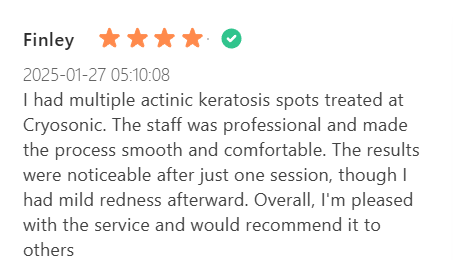 Finley
2025-01-27 05:10:08
I had multiple actinic keratosis spots treated at
Cryosonic. The staff was professional and made
the process smooth and comfortable. The results
were noticeable after just one session, though I
had mild redness afterward. Overall, I'm pleased
with the service and would recommend it to
others